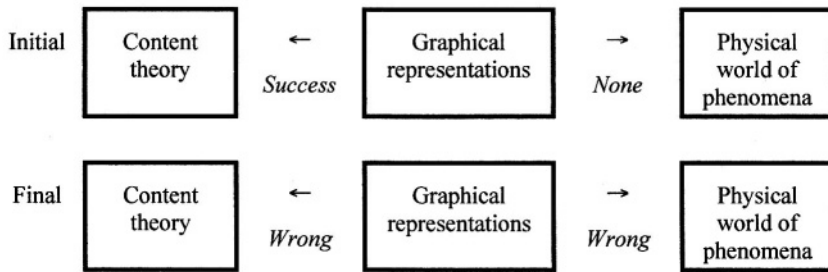 Initial Content ← Graphical → Physical
theory Success representations None world of
phenomena
Final Content ← Graphical → Physical
theory Wrong representations Wrong world of
phenomena